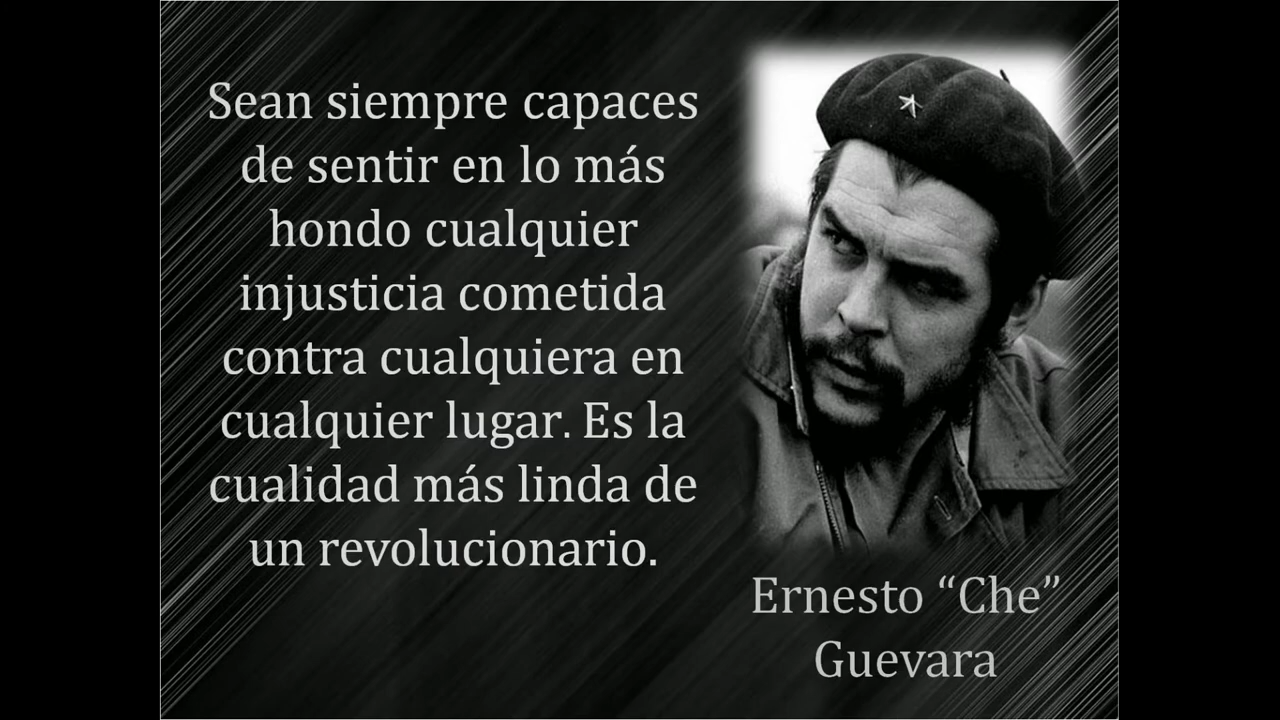 Sean siempre capaces
de sentir en lo más
hondo cualquier
injusticia cometida
contra cualquiera en
cualquier lugar. Es la
cualidad más linda de
un revolucionario.
Ernesto “Che”
Guevara